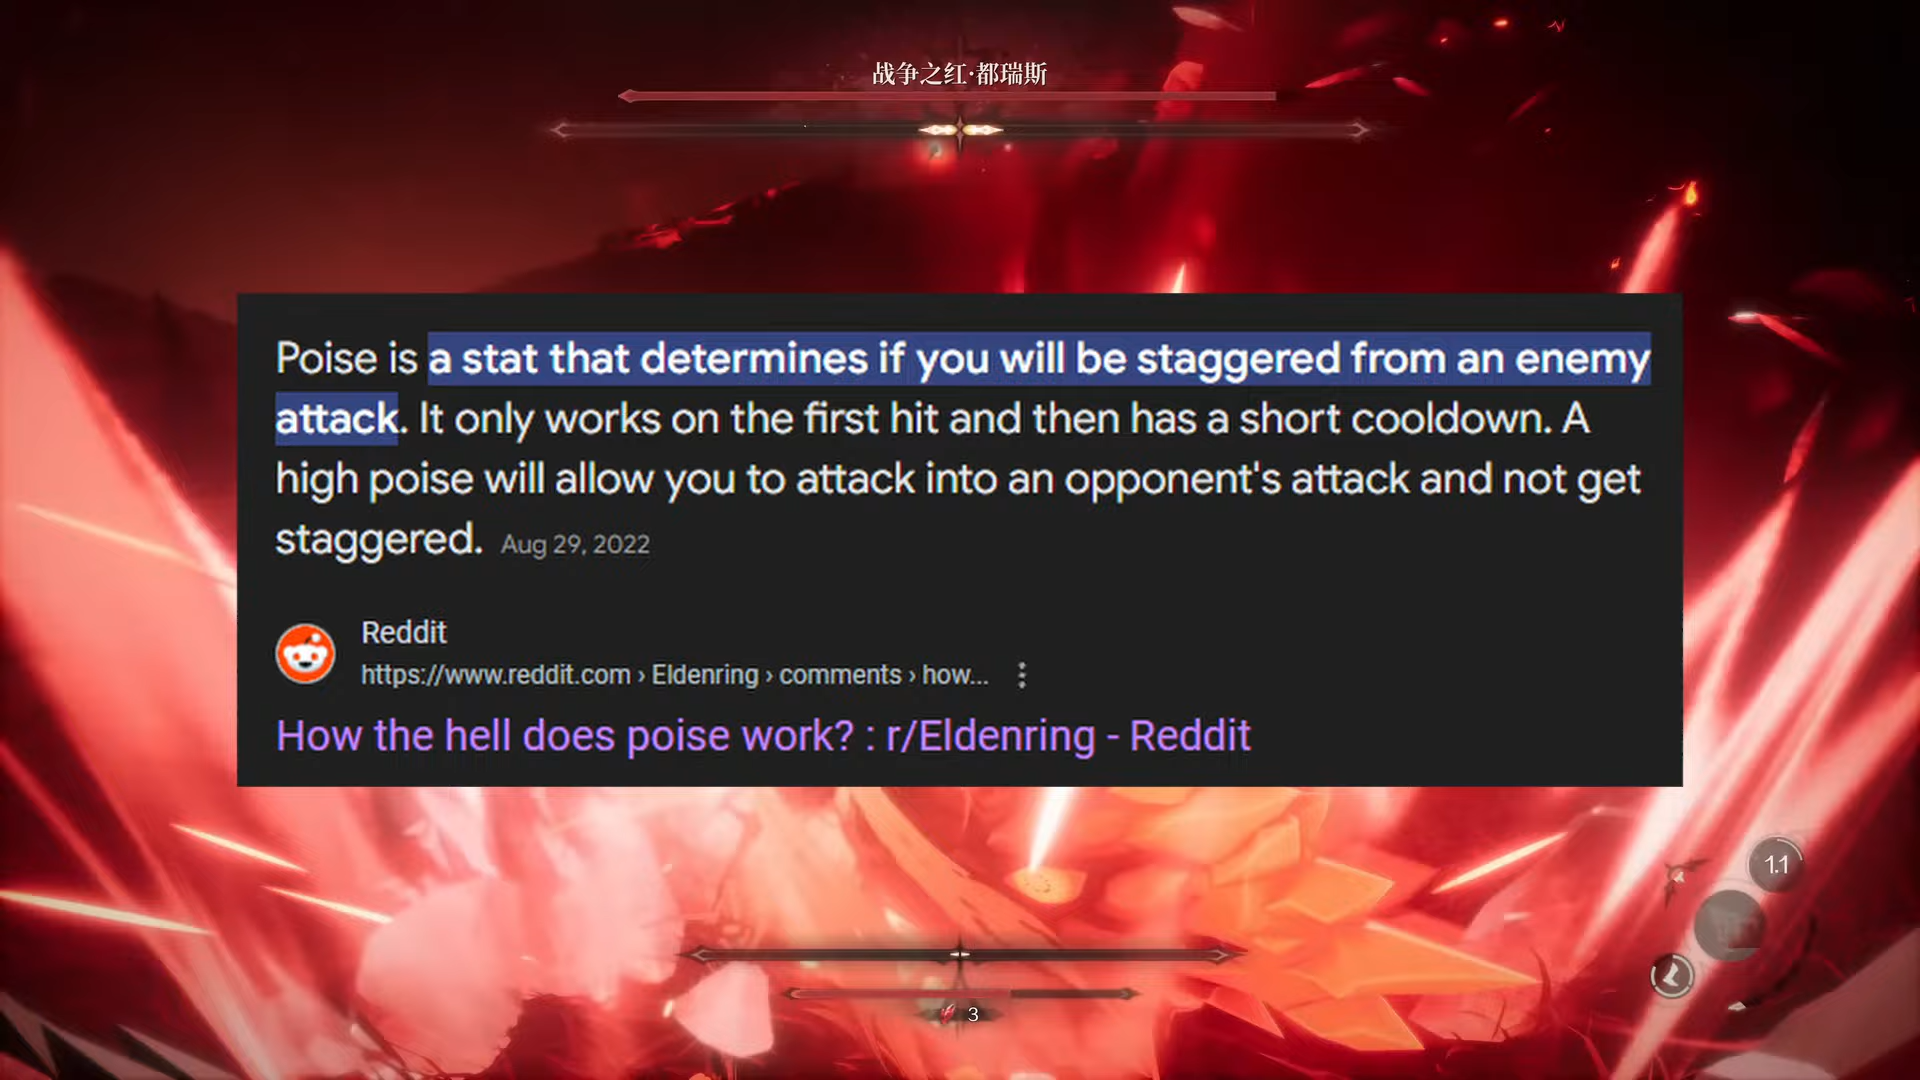 战争之红·都瑞斯
Poise is a stat that determines if you will be staggered from an enemy
attack. It only works on the first hit and then has a short cooldown. A
high poise will allow you to attack into an opponent's attack and not get
staggered. Aug 29, 2022
Reddit
https://www.reddit.com › Eldenring › comments › how...
How the hell does poise work? : r/Eldenring - Reddit
1.1
3